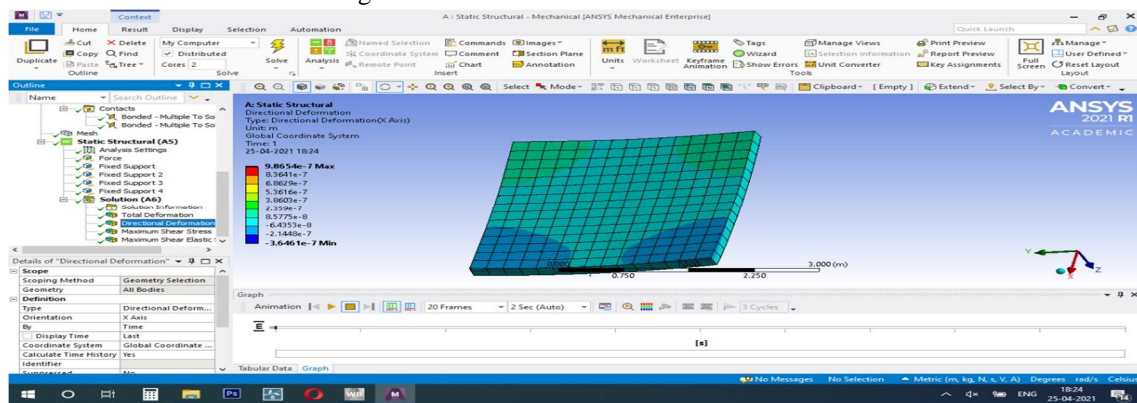 Context
A : Static Structural - Mechanical [ANSYS Mechanical Enterprise]
File Home Result Display Selection Automation
Quick Launch
Duplicate
Cut
Copy
Paste
Delete
Find
Tree
Outline
My Computer
Distributed
Cores 2
Solve
Solve
Analysis
Named Selection
Coordinate System
Remote Point
Commands
Comment
Chart
Images
Section Plane
Annotation
Insert
Units
Worksheet
Keyframe Animation
Tags
Wizard
Show Errors
Manage Views
Selection Information
Unit Converter
Print Preview
Report Preview
Key Assignments
Tools
Full Screen
Manage
User Defined
Reset Layout
Layout
Outline
Name Search Outline
Select Mode Clipboard [ Empty ] Extend Select By Convert
Contacts
Bonded - Multiple To So
Bonded - Multiple To So
Mesh
Static Structural (A5)
Analysis Settings
Force
Fixed Support
Fixed Support 2
Fixed Support 3
Fixed Support 4
Solution (A6)
Solution Information
Total Deformation
Directional Deformation
Maximum Shear Stress
Maximum Shear Elastic
A: Static Structural
Directional Deformation
Type: Directional Deformation(X Axis)
Unit: m
Global Coordinate System
Time: 1
25-04-2021 18:24
9.8654e-7 Max
8.3641e-7
6.8629e-7
5.3616e-7
3.8603e-7
2.359e-7
8.5775e-8
-6.4353e-8
-2.1448e-7
-3.6461e-7 Min
ANSYS
2021 R1
ACADEMIC
0.000 3.000 (m)
0.750 2.250
Y
Z
X
Details of "Directional Deformation"
Scope
Scoping Method Geometry Selection
Geometry All Bodies
Definition
Type Directional Deform...
Orientation X Axis
By Time
Display Time Last
Coordinate System Global Coordinate ...
Calculate Time History Yes
Identifier
Suppressed No
Graph
Animation 20 Frames 2 Sec (Auto) 3 Cycles
[s]
Tabular Data Graph
No Messages No Selection Metric (m, kg, N, s, V, A) Degrees rad/s Celsius
ENG 18:24
25-04-2021